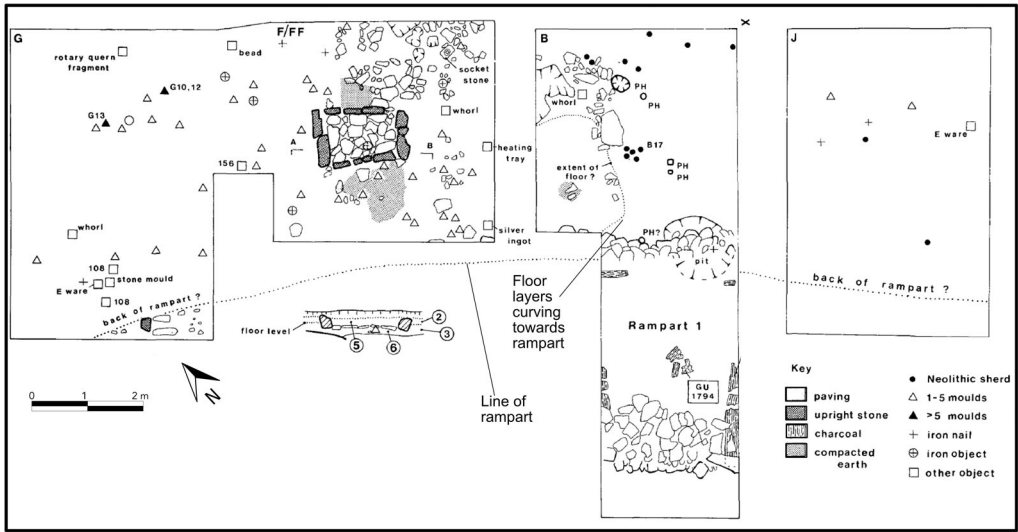 G
F/FF
rotary quern
fragment
bead
G10,12
G13
socket
stone
whorl
A
B
heating
tray
156
silver
ingot
whorl
108
stone mould
E ware
108
back of rampart ?
floor level
2
3
5
6
N
0 1 2 m
Line of
rampart
B
X
PH
PH
whorl
B17
extent of
floor ?
PH
PH
PH?
pit
Floor
layers
curving
towards
rampart
Rampart 1
GU
1794
J
E ware
back of rampart ?
Key
paving
upright stone
charcoal
compacted
earth
Neolithic sherd
1-5 moulds
>5 moulds
iron nail
iron object
other object